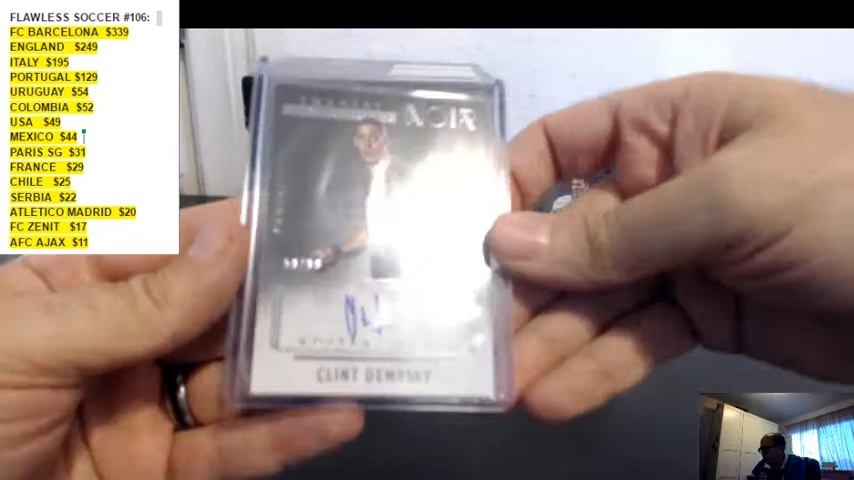 FLAWLESS SOCCER #106:
FC BARCELONA $339
ENGLAND $249
ITALY $195
PORTUGAL $129
URUGUAY $54
COLOMBIA $52
USA $49
MEXICO $44
PARIS SG $31
FRANCE $29
CHILE $25
SERBIA $22
ATLETICO MADRID $20
FC ZENIT $17
AFC AJAX $11
NOIR
CLINT DEMPSEY